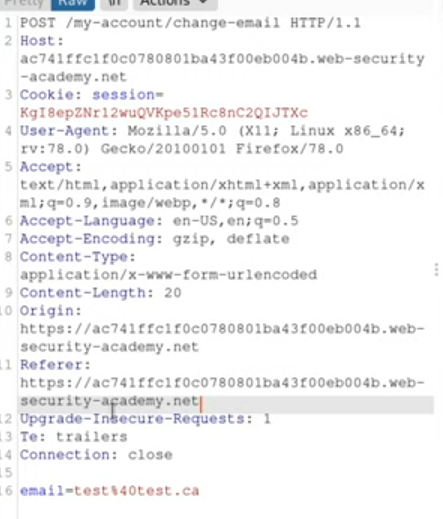 Pretty Raw \n Actions
1 POST /my-account/change-email HTTP/1.1
2 Host:
ac741ffc1f0c0780801ba43f00eb004b.web-security
-academy.net
3 Cookie: session=
KgI8epZNr12wuQVKpe51Rc8nC2QIJTXc
4 User-Agent: Mozilla/5.0 (X11; Linux x86_64;
rv:78.0) Gecko/20100101 Firefox/78.0
5 Accept:
text/html,application/xhtml+xml,application/x
ml;q=0.9,image/webp,*/*;q=0.8
6 Accept-Language: en-US,en;q=0.5
7 Accept-Encoding: gzip, deflate
8 Content-Type:
application/x-www-form-urlencoded
9 Content-Length: 20
10 Origin:
https://ac741ffc1f0c0780801ba43f00eb004b.web-
security-academy.net
11 Referer:
https://ac741ffc1f0c0780801ba43f00eb004b.web-
security-academy.net
12 Upgrade-Insecure-Requests: 1
13 Te: trailers
14 Connection: close
15
16 email=test%40test.ca